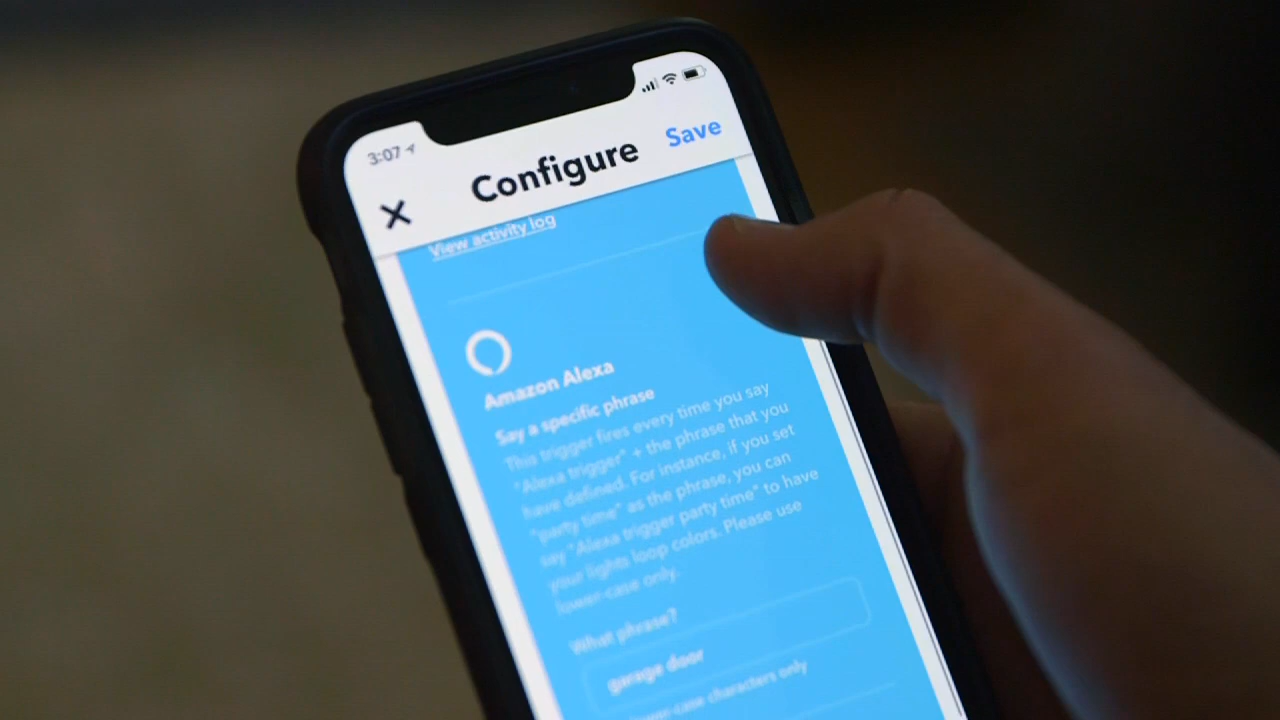 3:07
Configure
Save
View activity log
Amazon Alexa
Say a specific phrase
This trigger fires every time you say
"Alexa trigger" + the phrase that you
have defined. For instance, if you set
"party time" as the phrase, you can
say "Alexa trigger party time" to have
your lights loop colors. Please use
lower-case only.
What phrase?
garage door
lower-case characters only